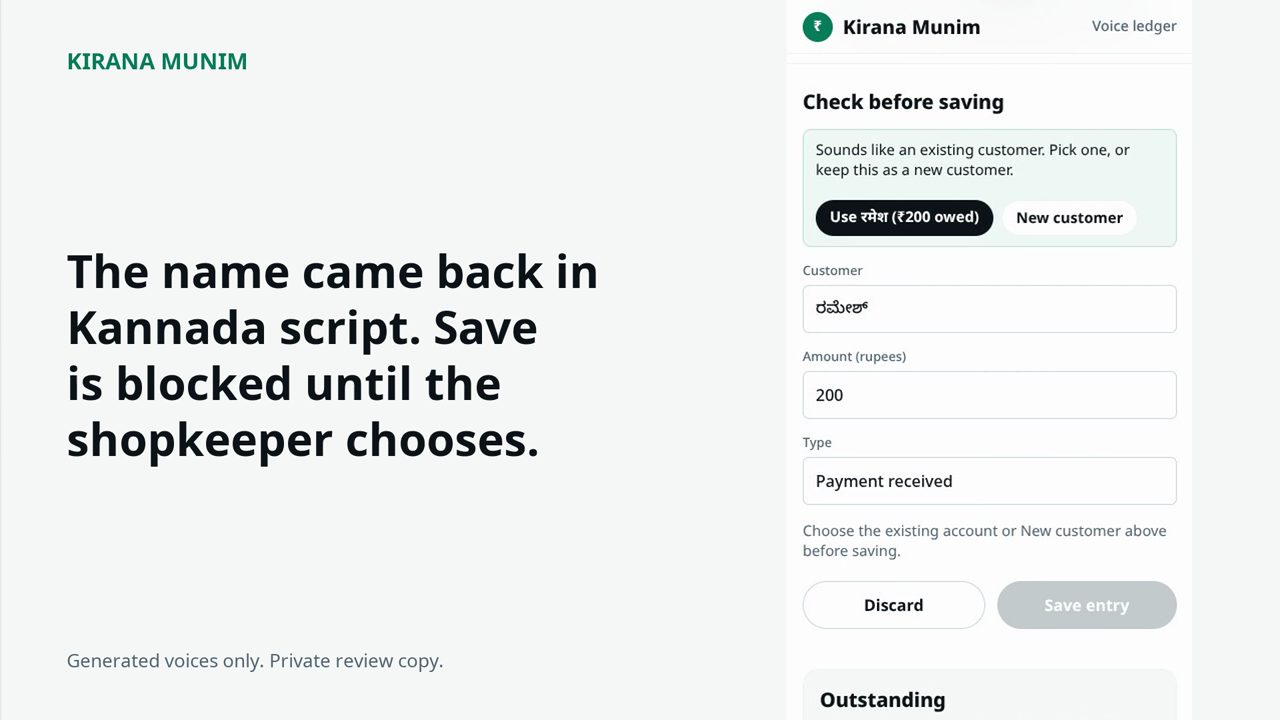 KIRANA MUNIM
The name came back in
Kannada script. Save
is blocked until the
shopkeeper chooses.
Generated voices only. Private review copy.
₹ Kirana Munim
Voice ledger
Check before saving
Sounds like an existing customer. Pick one, or
keep this as a new customer.
Use रमेश (₹200 owed)
New customer
Customer
ರಮೇಶ್
Amount (rupees)
200
Type
Payment received
Choose the existing account or New customer above
before saving.
Discard
Save entry
Outstanding